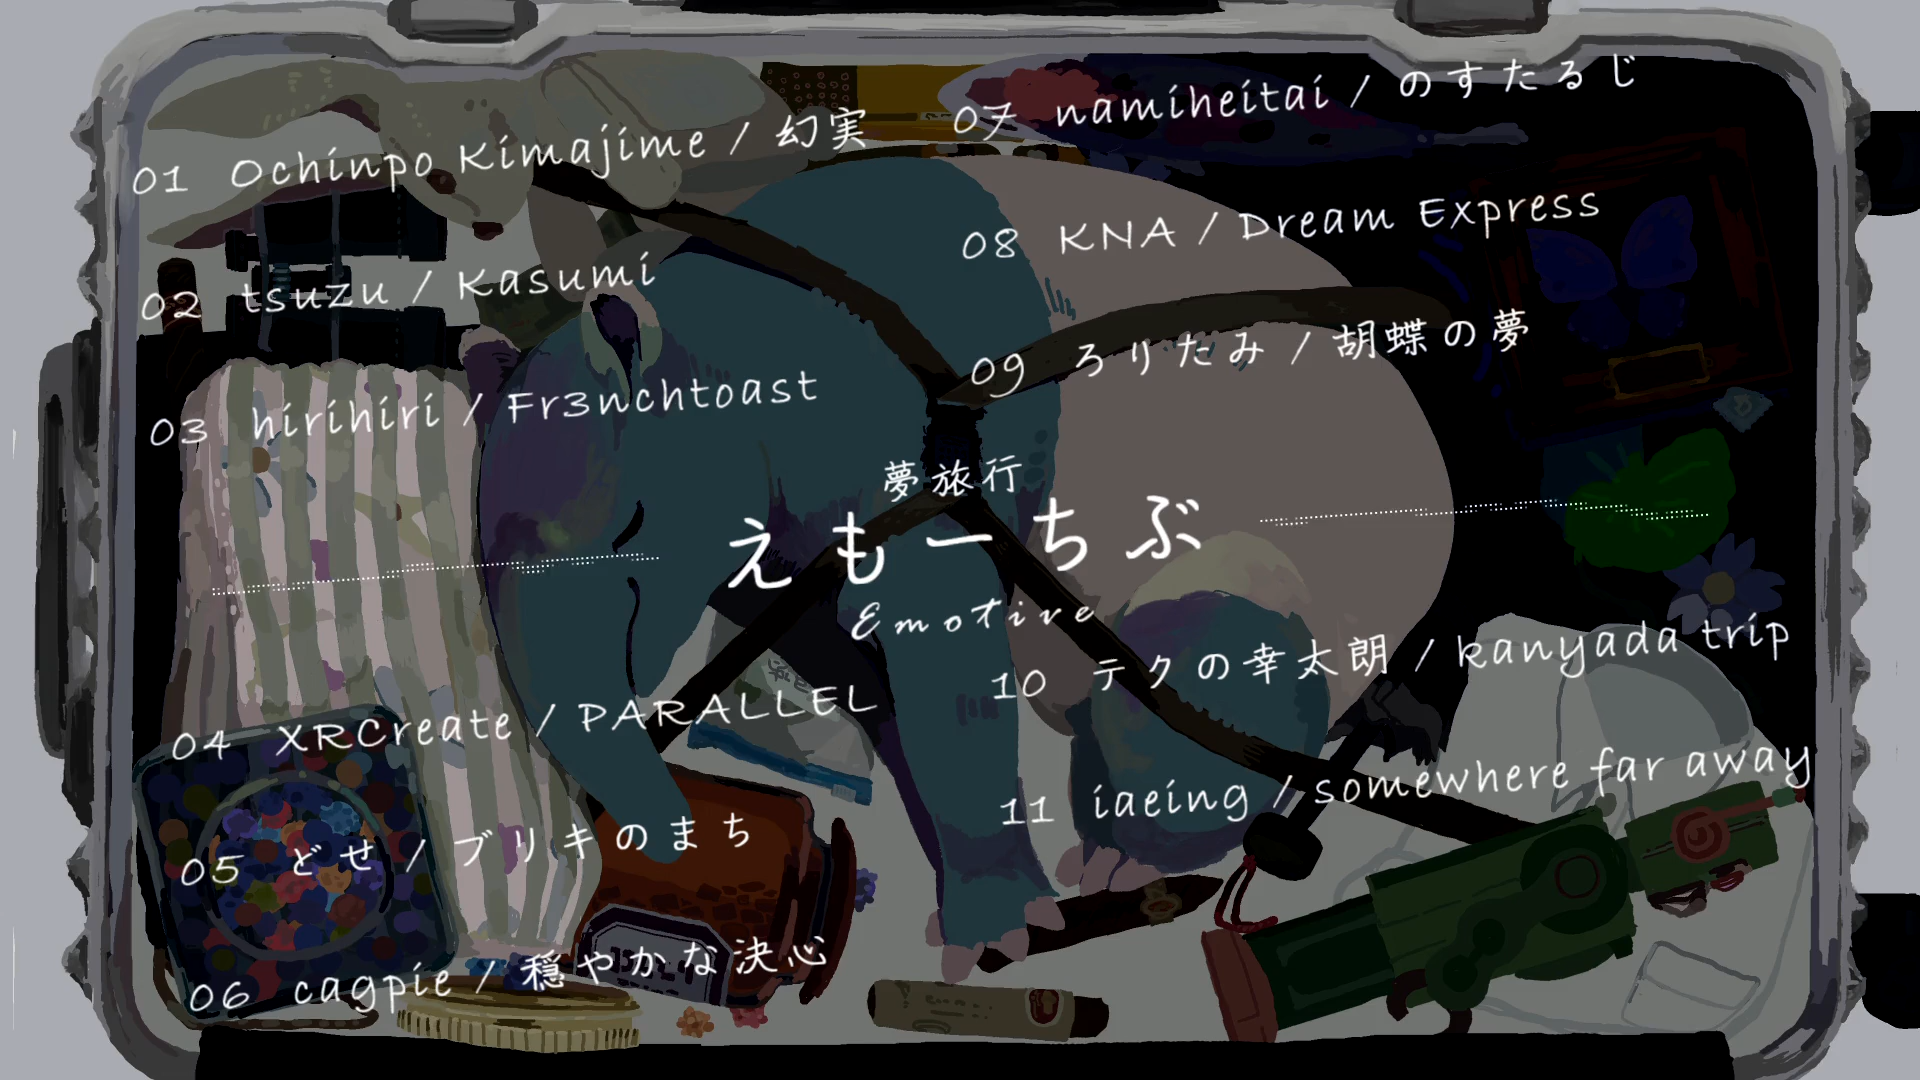 01 Ochinpo Kimajime / 幻実
02 tsuzu / Kasumi
03 hirihiri / Fr3nchtoast
04 XRCreate / PARALLEL
05 どせ / ブリキのまち
06 cagpie / 穏やかな決心
07 namiheitai / のすたるじ
08 KNA / Dream Express
09 ろりたみ / 胡蝶の夢
夢旅行
えもーちぶ
Emotive
10 テクの幸太朗 / kanyada trip
11 iaeing / somewhere far away